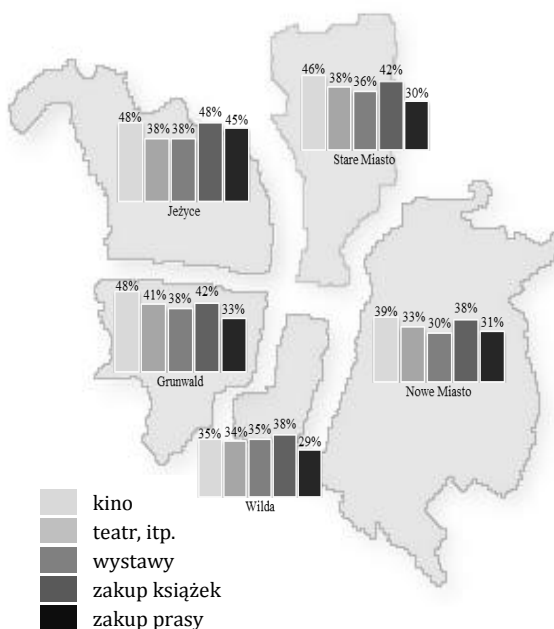 46% 38% 36% 42% 30%
Stare Miasto
48% 38% 38% 48% 45%
Jeżyce
48% 41% 38% 42% 33%
Grunwald
39% 33% 30% 38% 31%
Nowe Miasto
35% 34% 35% 38% 29%
Wilda
kino
teatr, itp.
wystawy
zakup książek
zakup prasy